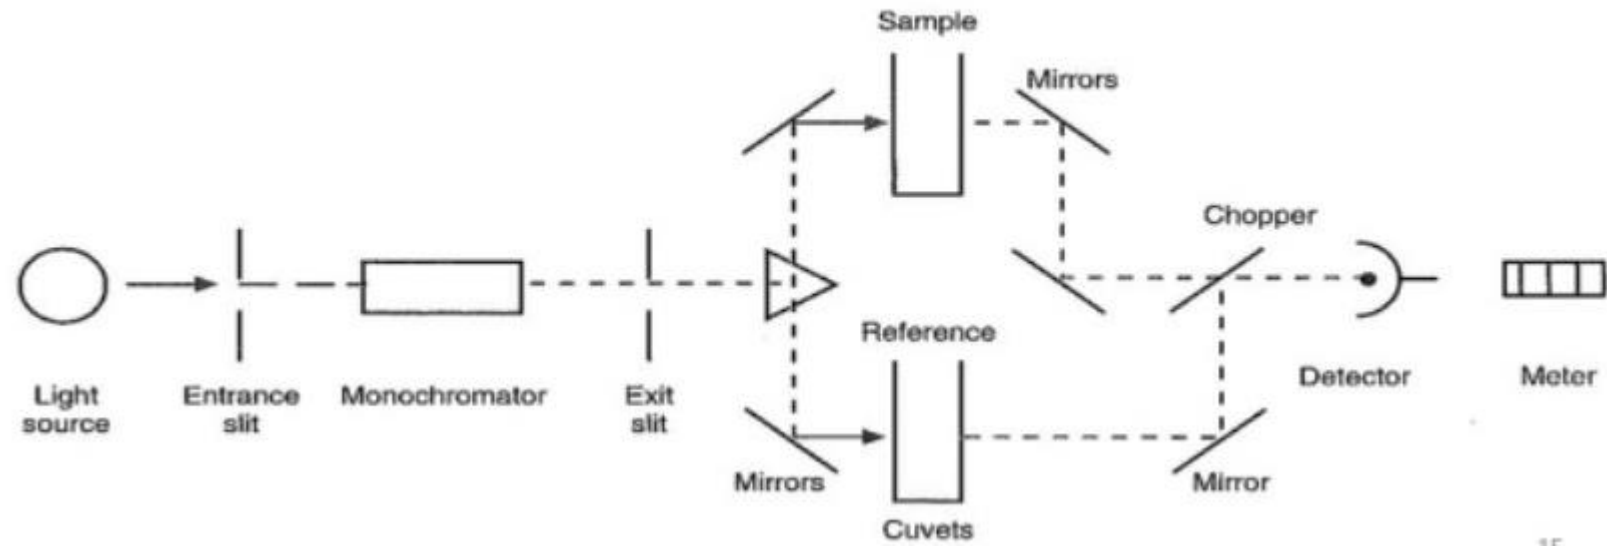 Sample
Mirrors
Chopper
Reference
Light
source
Entrance
slit
Monochromator
Exit
slit
Detector
Meter
Mirrors
Mirror
Cuvets